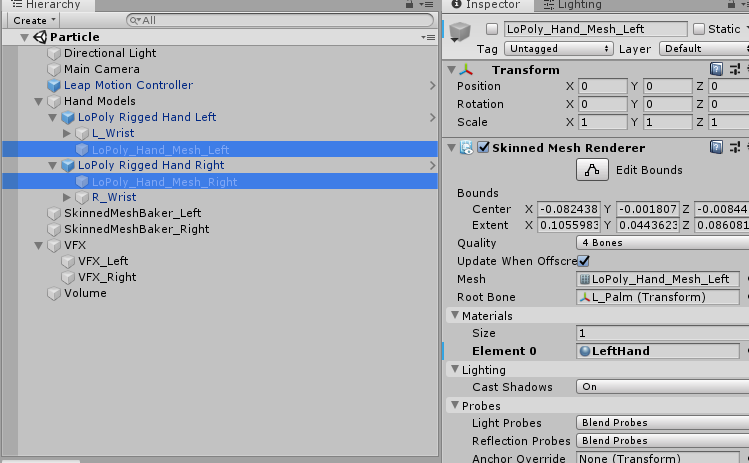 Hierarchy
Create
All
Particle
Directional Light
Main Camera
Leap Motion Controller
Hand Models
LoPoly Rigged Hand Left
L_Wrist
LoPoly_Hand_Mesh_Left
LoPoly Rigged Hand Right
LoPoly_Hand_Mesh_Right
R_Wrist
SkinnedMeshBaker_Left
SkinnedMeshBaker_Right
VFX
VFX_Left
VFX_Right
Volume
Inspector Lighting
LoPoly_Hand_Mesh_Left Static
Tag Untagged Layer Default
Transform
Position X 0 Y 0 Z 0
Rotation X 0 Y 0 Z 0
Scale X 1 Y 1 Z 1
Skinned Mesh Renderer
Edit Bounds
Bounds
Center X -0.082438 Y -0.001807 Z -0.00844
Extent X 0.1055983 Y 0.0443623 Z 0.086081
Quality 4 Bones
Update When Offscre
Mesh LoPoly_Hand_Mesh_Left
Root Bone L_Palm (Transform)
Materials
Size 1
Element 0 LeftHand
Lighting
Cast Shadows On
Probes
Light Probes Blend Probes
Reflection Probes Blend Probes
Anchor Override None (Transform)